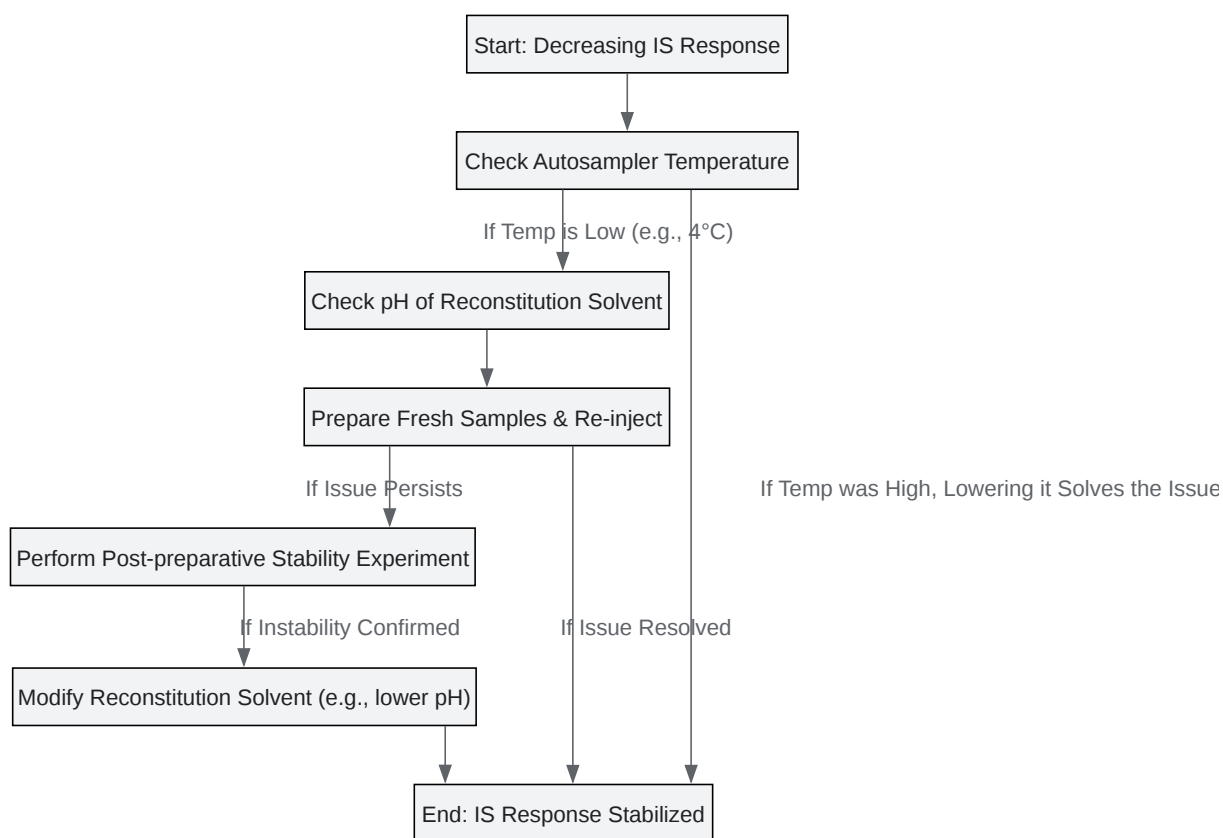 Start: Decreasing IS Response
Check Autosampler Temperature
If Temp is Low (e.g., 4°C)
Check pH of Reconstitution Solvent
Prepare Fresh Samples & Re-inject
If Issue Persists
If Temp was High, Lowering it Solves the Issue
Perform Post-preparative Stability Experiment
If Instability Confirmed
If Issue Resolved
Modify Reconstitution Solvent (e.g., lower pH)
End: IS Response Stabilized